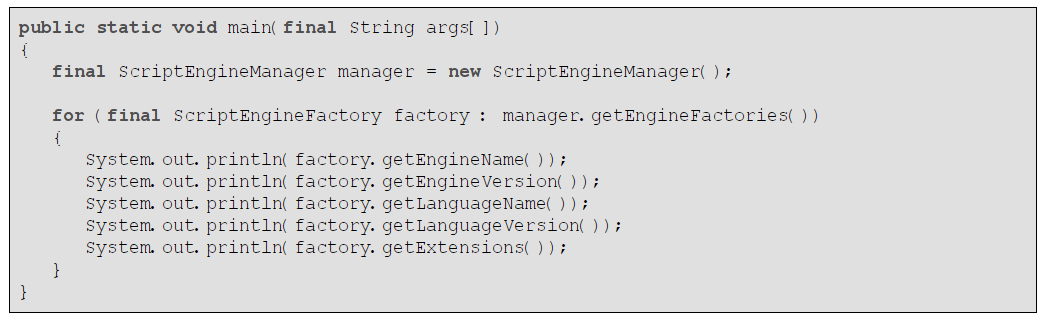 public static void main(final String args[])
{
final ScriptEngineManager manager = new ScriptEngineManager();
for (final ScriptEngineFactory factory : manager.getEngineFactories())
{
System.out.println(factory.getEngineName());
System.out.println(factory.getEngineVersion());
System.out.println(factory.getLanguageName());
System.out.println(factory.getLanguageVersion());
System.out.println(factory.getExtensions());
}
}